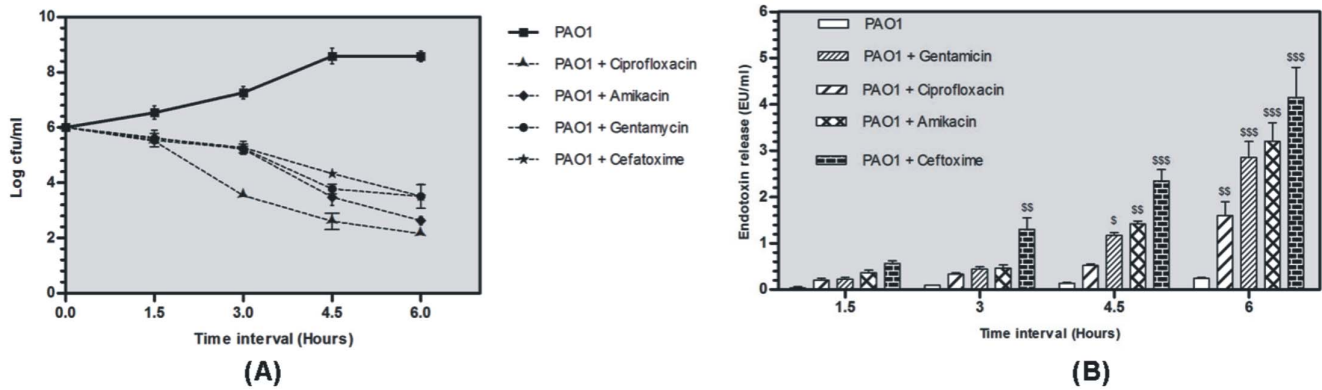 10
8
6
4
2
0
Log cfu/ml
0.0 1.5 3.0 4.5 6.0
Time interval (Hours)
(A)
PAO1
PAO1 + Ciprofloxacin
PAO1 + Amikacin
PAO1 + Gentamycin
PAO1 + Cefatoxime
6
5
4
3
2
1
0
Endotoxin release (EU/ml)
PAO1
PAO1 + Gentamicin
PAO1 + Ciprofloxacin
PAO1 + Amikacin
PAO1 + Ceftoxime
$$
$
$$
$$$
$$
$$$
$$$
$$$
1.5 3 4.5 6
Time interval (Hours)
(B)